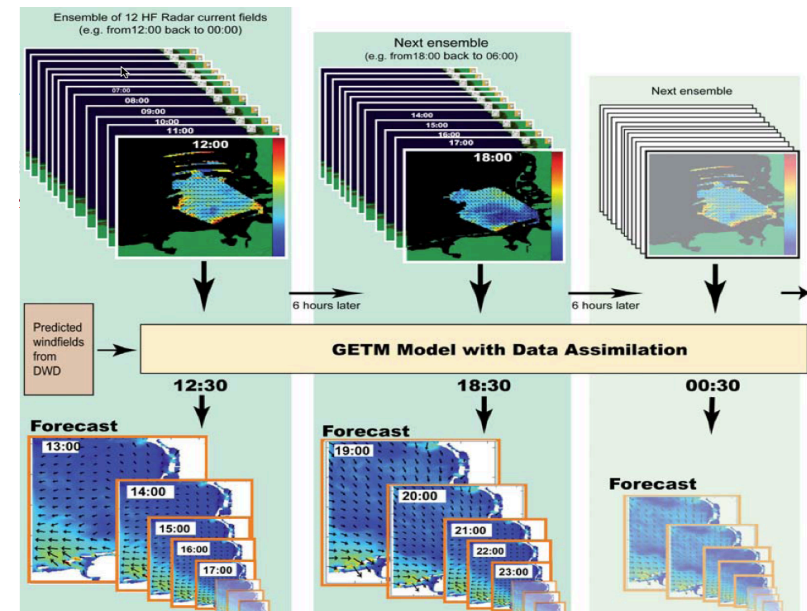 Ensemble of 12 HF Radar current fields
(e.g. from12:00 back to 00:00)
07:00
08:00
09:00
10:00
11:00
12:00
Next ensemble
(e.g. from18:00 back to 06:00)
14:00
15:00
16:00
17:00
18:00
Next ensemble
6 hours later
6 hours later
Predicted
windfields
from
DWD
GETM Model with Data Assimilation
12:30
18:30
00:30
Forecast
13:00
14:00
15:00
16:00
17:00
Forecast
19:00
20:00
21:00
22:00
23:00
Forecast